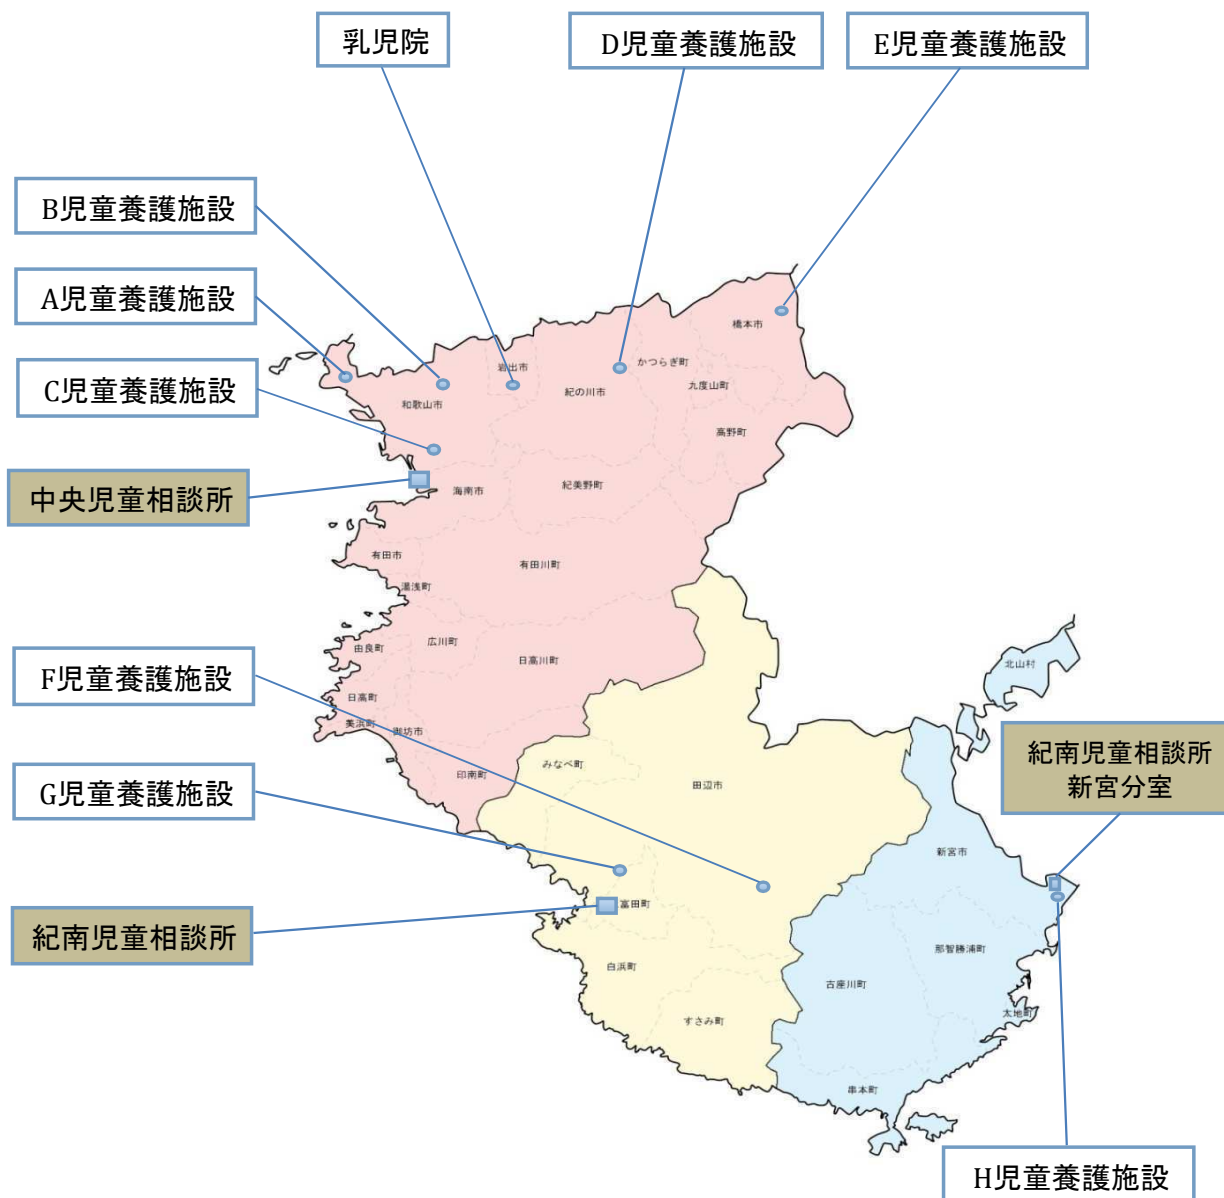 乳児院
D児童養護施設
E児童養護施設
B児童養護施設
A児童養護施設
C児童養護施設
中央児童相談所
F児童養護施設
G児童養護施設
紀南児童相談所
紀南児童相談所
新宮分室
H児童養護施設
橋本市
岩出市
かつらぎ町
紀の川市
九度山町
和歌山市
高野町
海南市
紀美野町
有田市
有田川町
湯浅町
広川町
由良町
日高川町
日高町
美浜町
御坊市
印南町
みなべ町
田辺市
北山村
新宮市
富田町
白浜町
那智勝浦町
古座川町
太地町
すさみ町
串本町